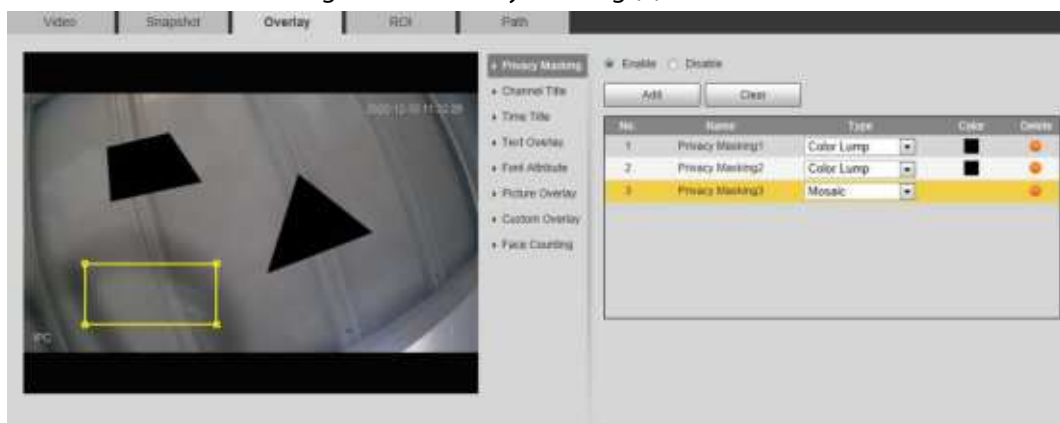 Video Snapshot Overlay ROI Path
Privacy Masking
Channel Title
Time Title
Text Overlay
Font Attribute
Picture Overlay
Custom Overlay
Face Counting
Enable Disable
Add Clear
No. Name Type Color Delete
1 Privacy Masking1 Color Lump
2 Privacy Masking2 Color Lump
3 Privacy Masking3 Mosaic
IPC